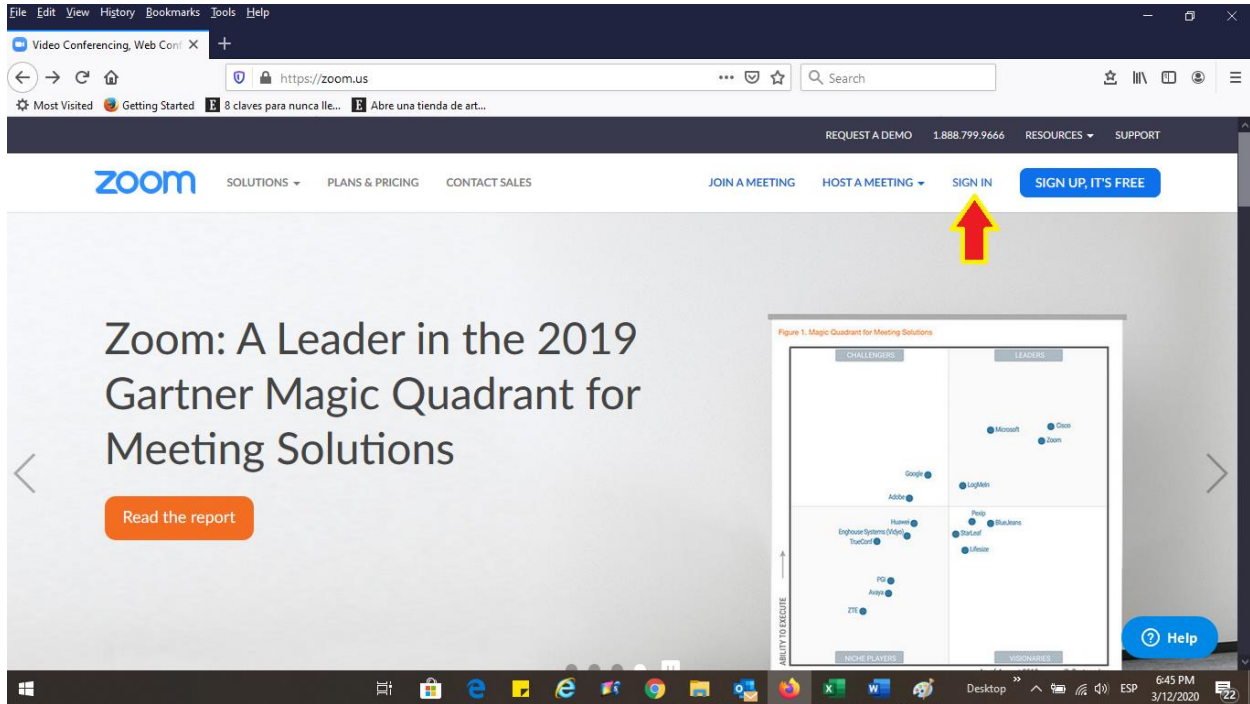 File Edit View History Bookmarks Tools Help
Video Conferencing, Web Conf
https://zoom.us
Search
Most Visited Getting Started 8 claves para nunca lle... Abre una tienda de art...
REQUEST A DEMO 1.888.799.9666 RESOURCES SUPPORT
zoom SOLUTIONS PLANS & PRICING CONTACT SALES JOIN A MEETING HOST A MEETING SIGN IN SIGN UP, IT'S FREE
Zoom: A Leader in the 2019
Gartner Magic Quadrant for
Meeting Solutions
Read the report
Figure 1. Magic Quadrant for Meeting Solutions
CHALLENGERS LEADERS
Microsoft Cisco
Zoom
Google
LogMeIn
Adobe
Pexip
Huawei BlueJeans
Enghouse Systems (Vidyo) StarLeaf
TrueConf
Lifesize
PGi
Avaya
ZTE
ABILITY TO EXECUTE
NICHE PLAYERS VISIONARIES
Help
Desktop ESP 6:45 PM
3/12/2020
22